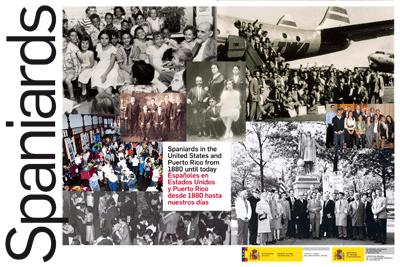 Spaniards
Spaniards in the
United States and
Puerto Rico from
1880 until today
Españoles en
Estados Unidos
y Puerto Rico
desde 1880 hasta
nuestros días